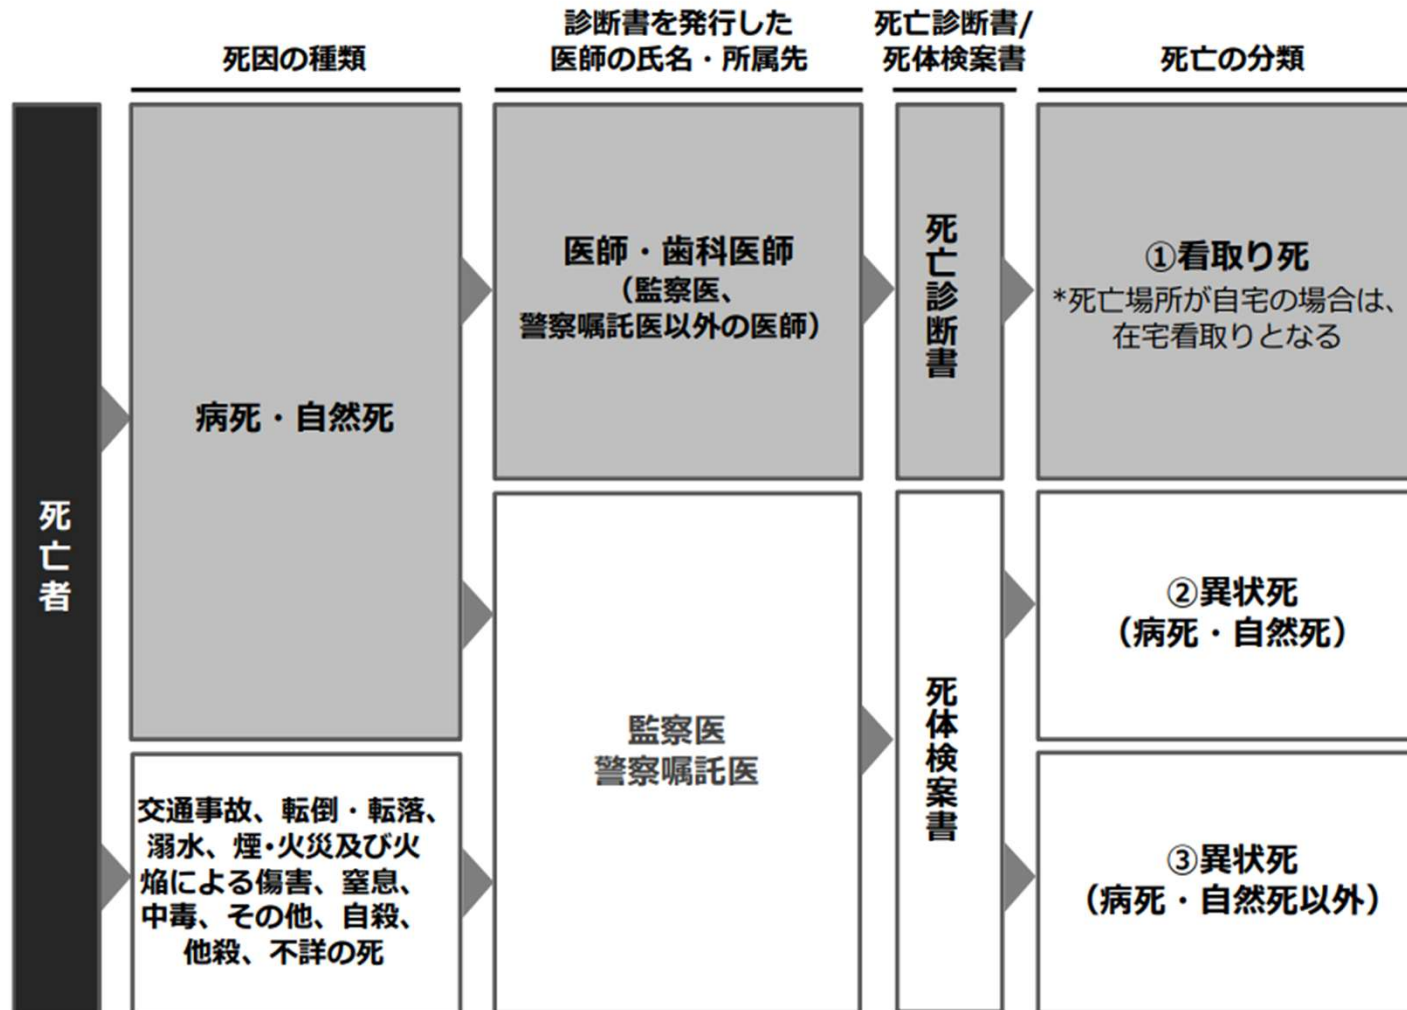 死因の種類
診断書を発行した
医師の氏名・所属先
死亡診断書/
死体検案書
死亡の分類
死亡者
病死・自然死
医師・歯科医師
（監察医、
警察嘱託医以外の医師）
死亡診断書
①看取り死
*死亡場所が自宅の場合は、
在宅看取りとなる
監察医
警察嘱託医
死体検案書
②異状死
（病死・自然死）
交通事故、転倒・転落、
溺水、煙･火災及び火
焔による傷害、窒息、
中毒、その他、自殺、
他殺、不詳の死
③異状死
（病死・自然死以外）